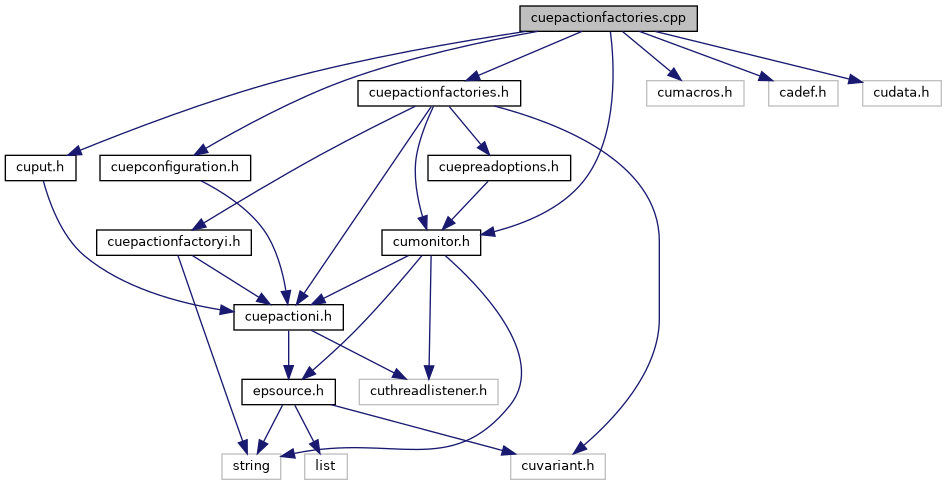 cuepactionfactories.cpp
cuepactionfactories.h
cumacros.h
cadef.h
cudata.h
cuput.h
cuepconfiguration.h
cuepreadoptions.h
cuepactionfactoryi.h
cumonitor.h
cuepactioni.h
epsource.h
cuthreadlistener.h
string
list
cuvariant.h